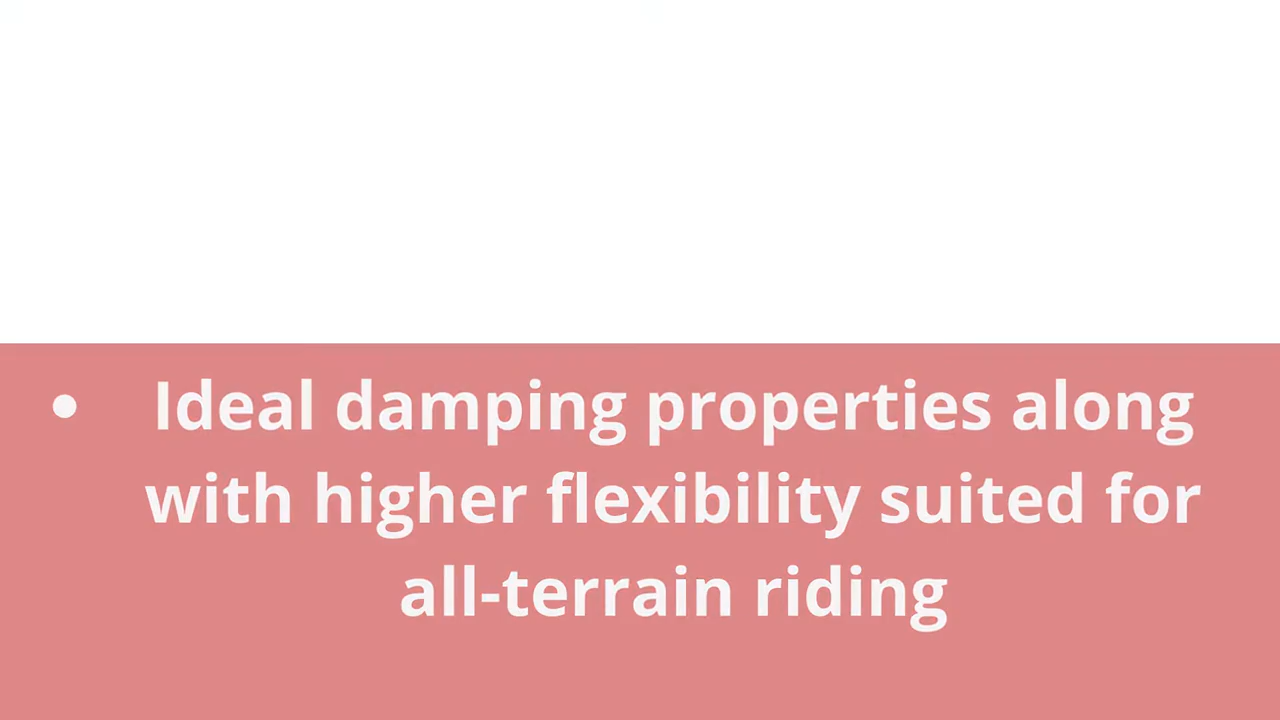 • Ideal damping properties along
with higher flexibility suited for
all-terrain riding